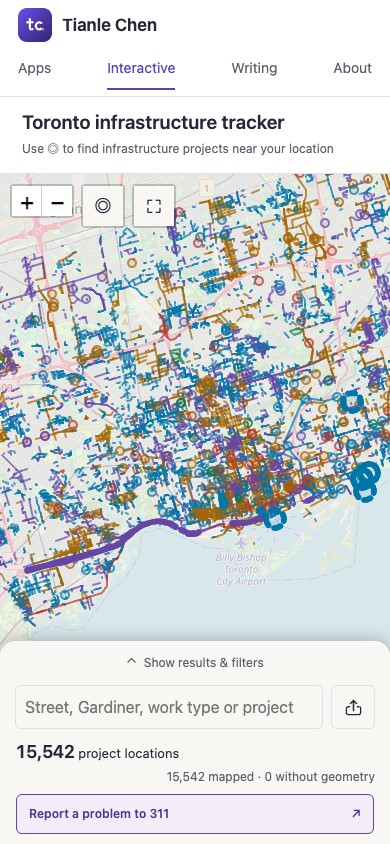 tc
Tianle Chen
Apps
Interactive
Writing
About
Toronto infrastructure tracker
Use ◎ to find infrastructure projects near your location
+
−
1
Billy Bishop
Toronto
City Airport
Show results & filters
Street, Gardiner, work type or project
15,542 project locations
15,542 mapped · 0 without geometry
Report a problem to 311 ↗